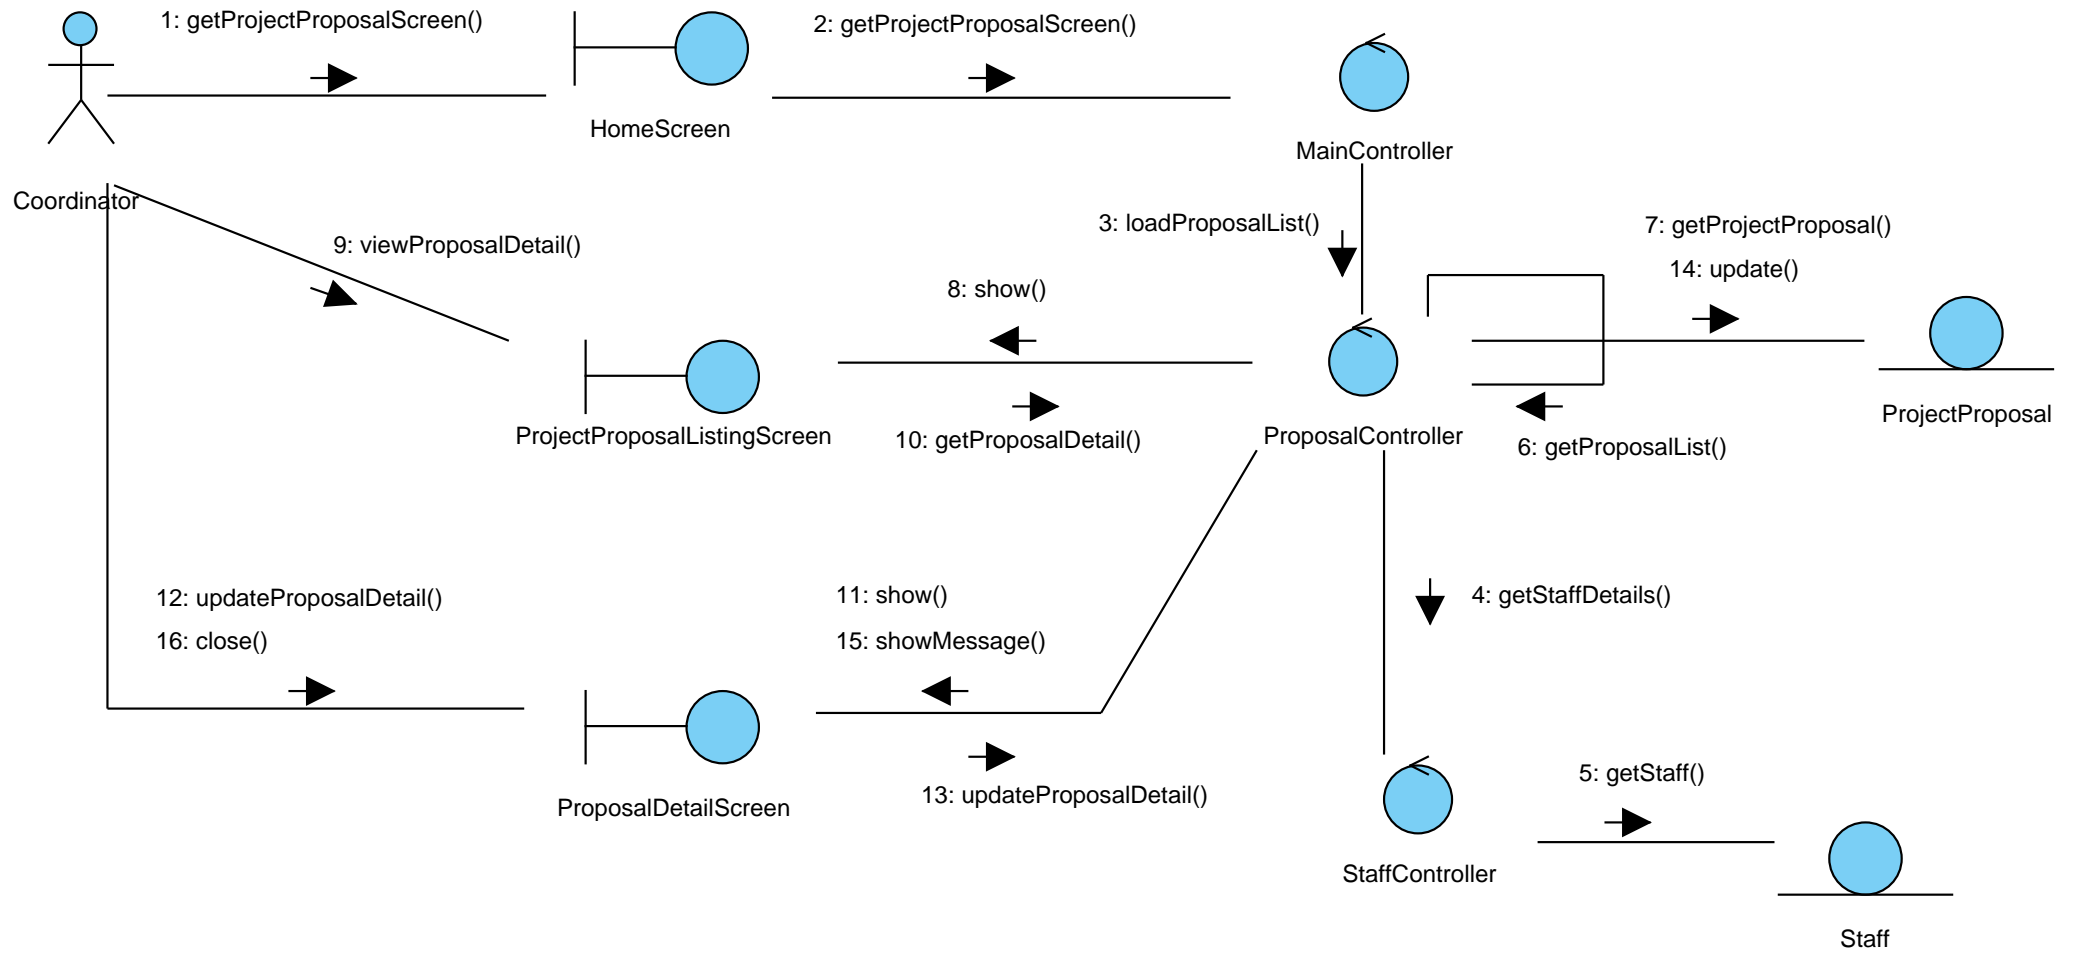 1: getProjectProposalScreen()
2: getProjectProposalScreen()
HomeScreen
MainController
Coordinator
3: loadProposalList()
7: getProjectProposal()
9: viewProposalDetail()
14: update()
8: show()
ProjectProposal
ProjectProposalListingScreen
10: getProposalDetail()
ProposalController
6: getProposalList()
12: updateProposalDetail()
11: show()
4: getStaffDetails()
16: close()
15: showMessage()
5: getStaff()
13: updateProposalDetail()
ProposalDetailScreen
StaffController
Staff